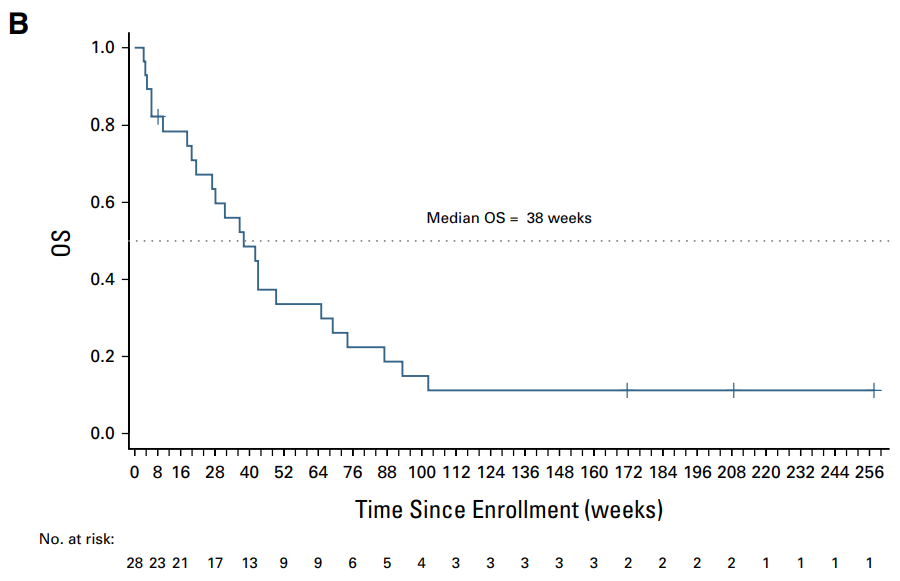 B
1.0
0.8
0.6
0.4
0.2
0.0
OS
Median OS = 38 weeks
0 8 16 28 40 52 64 76 88 100 112 124 136 148 160 172 184 196 208 220 232 244 256
Time Since Enrollment (weeks)
No. at risk:
28 23 21 17 13 9 9 6 5 4 3 3 3 3 3 2 2 2 2 1 1 1 1